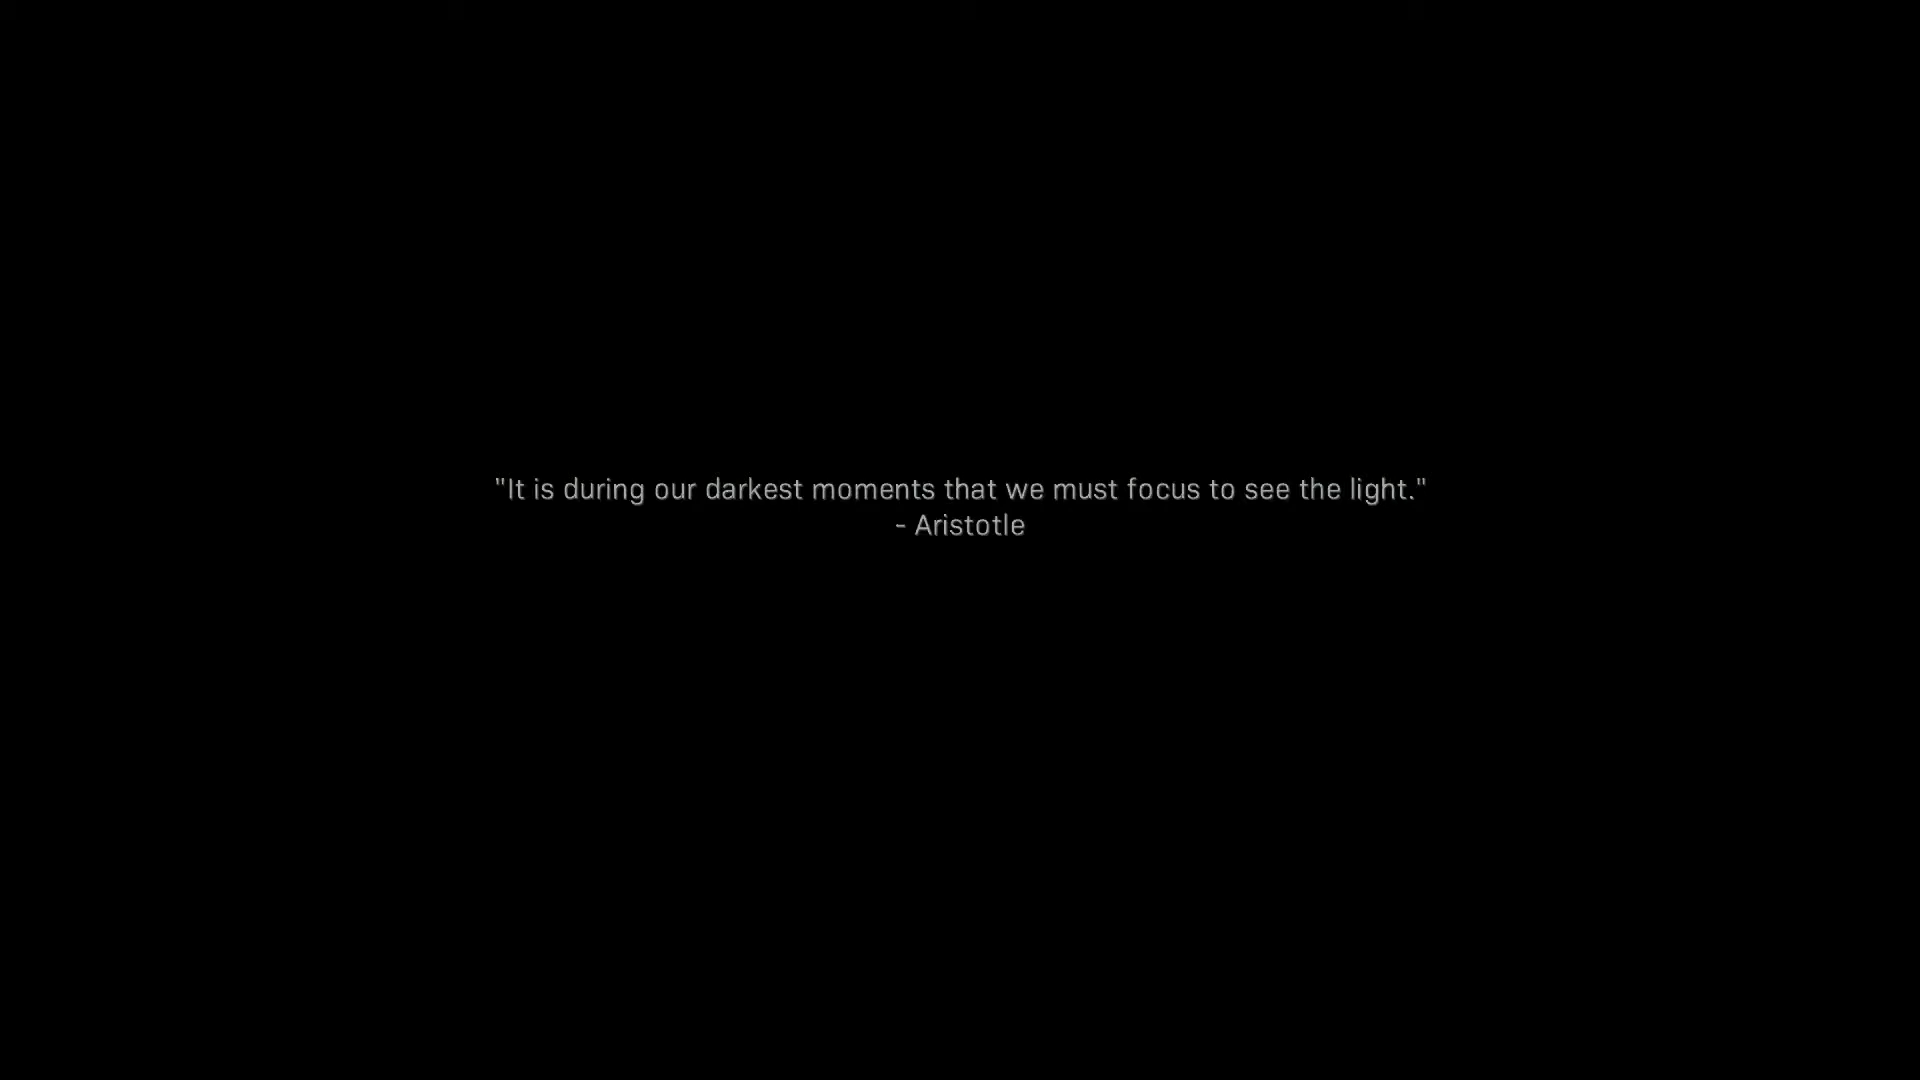 "It is during our darkest moments that we must focus to see the light."
- Aristotle